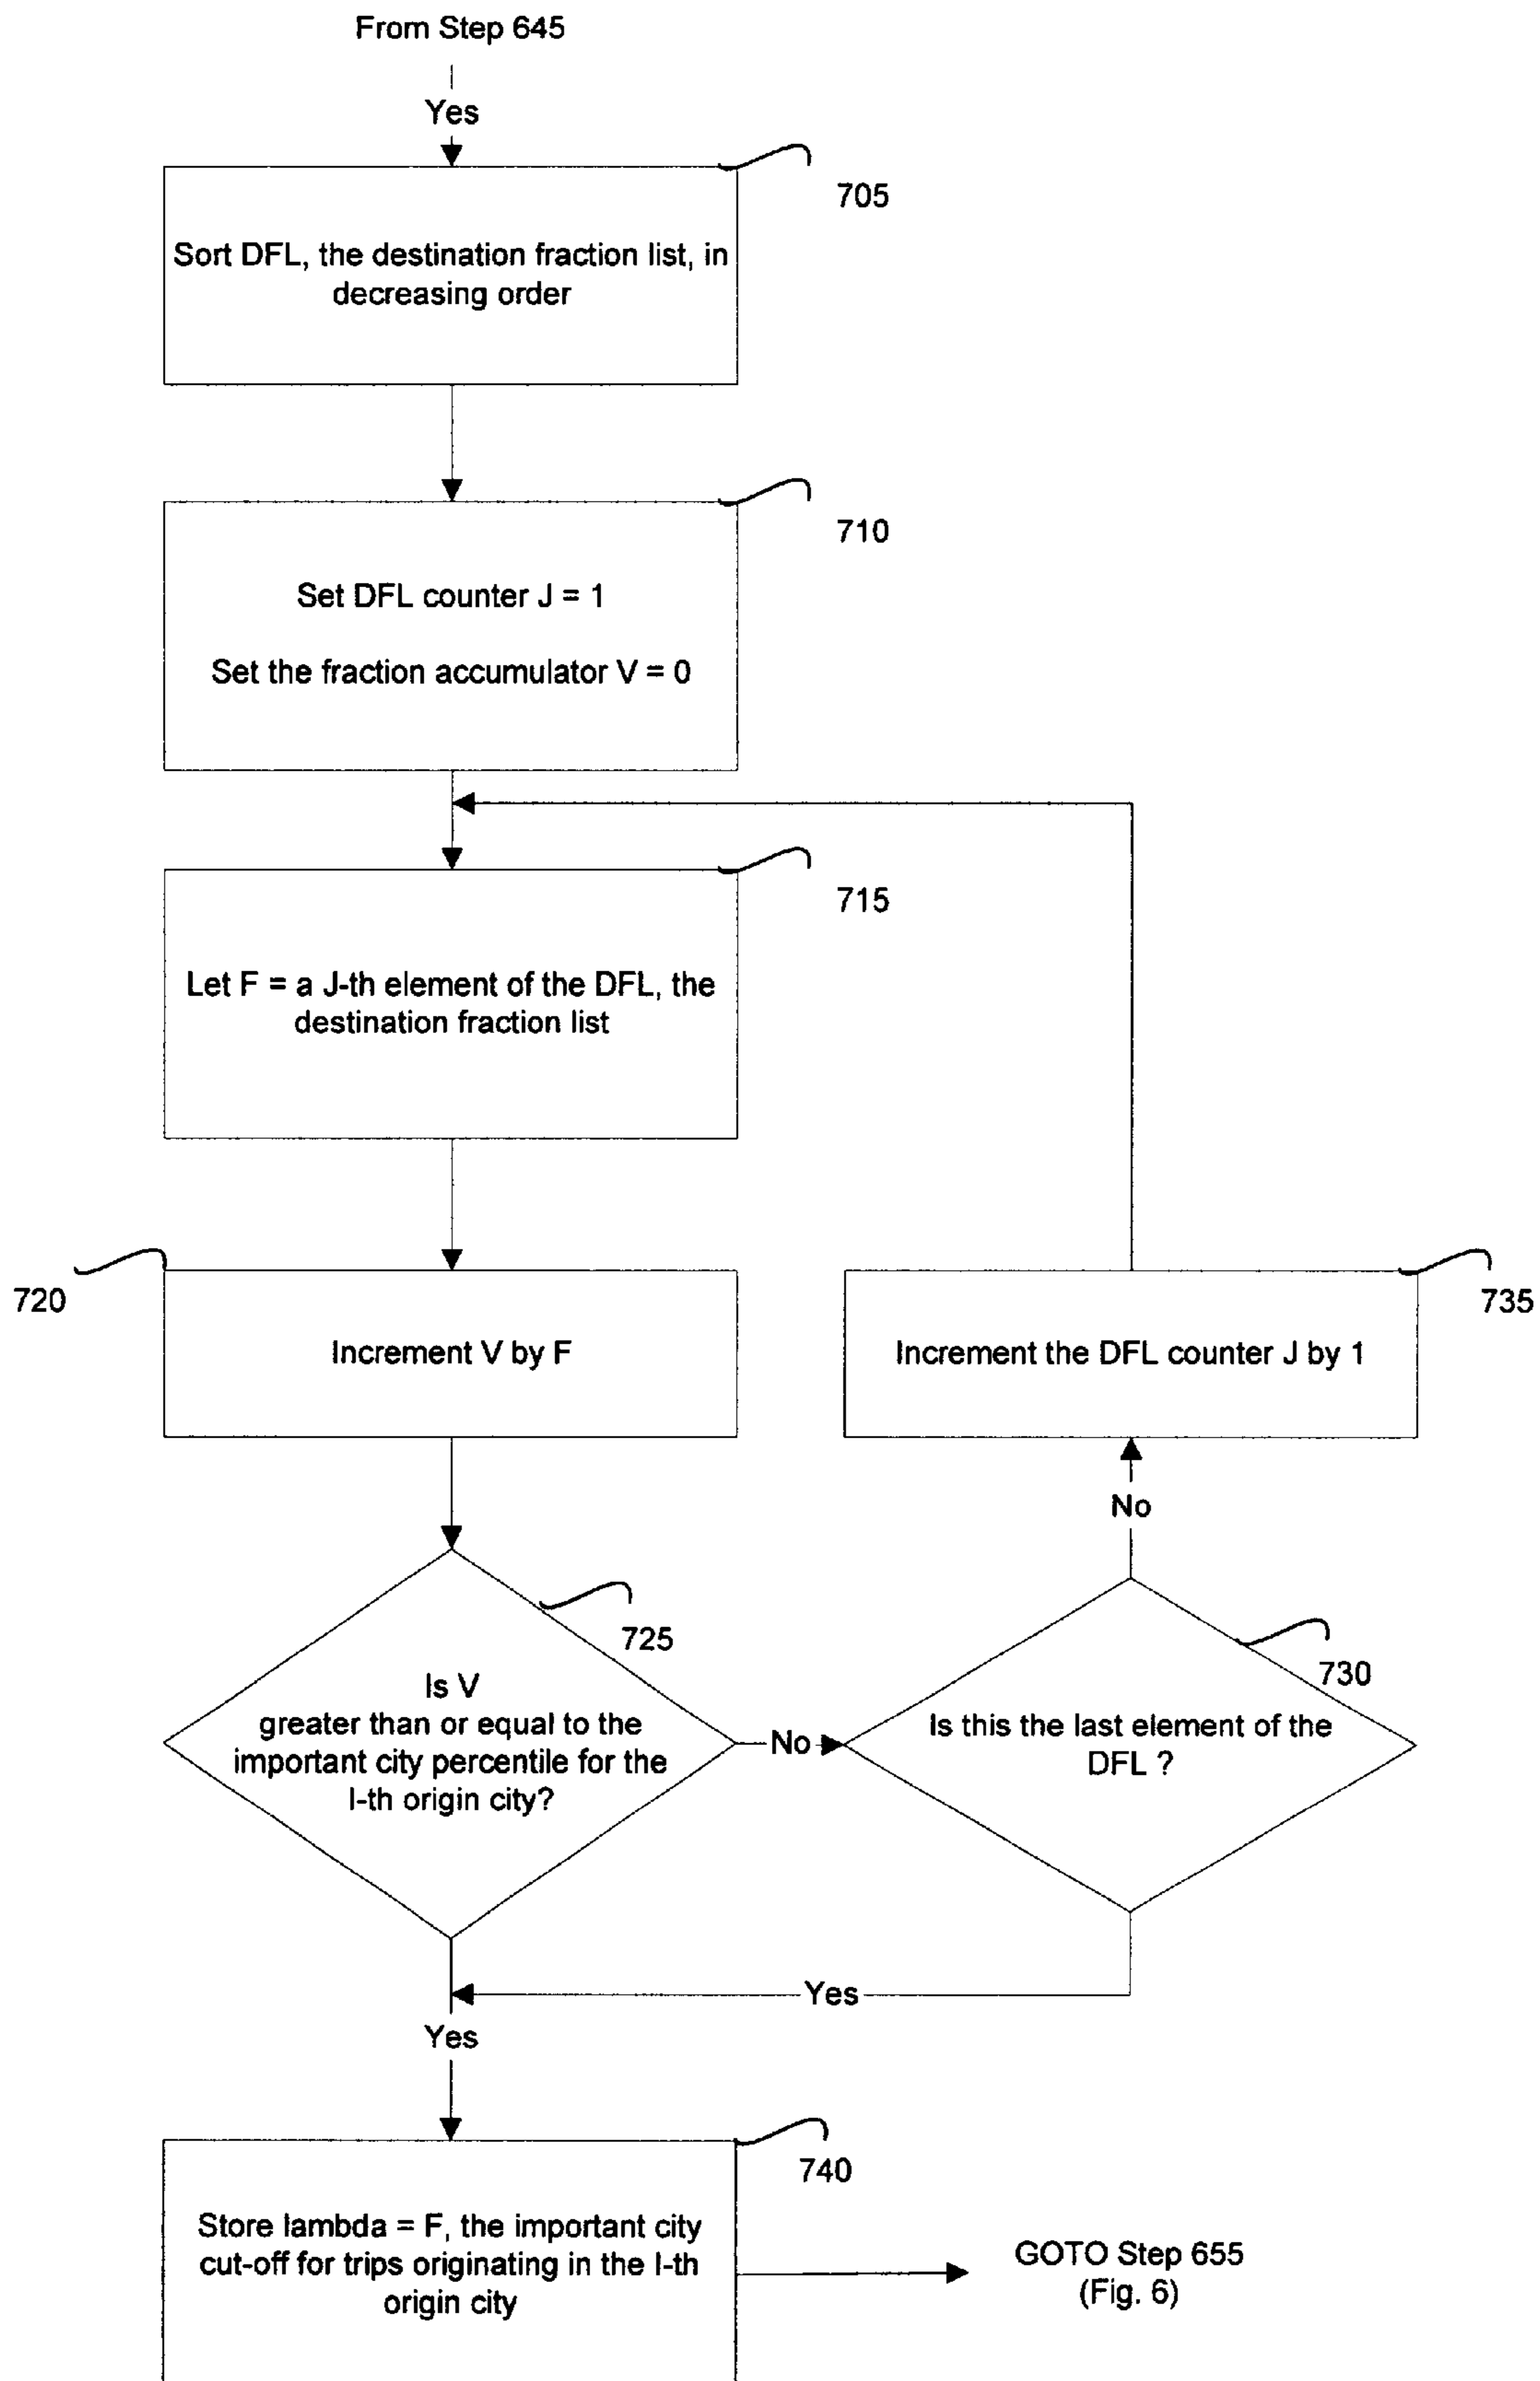 From Step 645
Yes
705
Sort DFL, the destination fraction list, in
decreasing order
710
Set DFL counter J = 1
Set the fraction accumulator V = 0
715
Let F = a J-th element of the DFL, the
destination fraction list
720
Increment V by F
735
Increment the DFL counter J by 1
No
725
Is V
greater than or equal to the
important city percentile for the
I-th origin city?
No
730
Is this the last element of the
DFL ?
Yes
Yes
740
Store lambda = F, the important city
cut-off for trips originating in the I-th
origin city
GOTO Step 655
(Fig. 6)